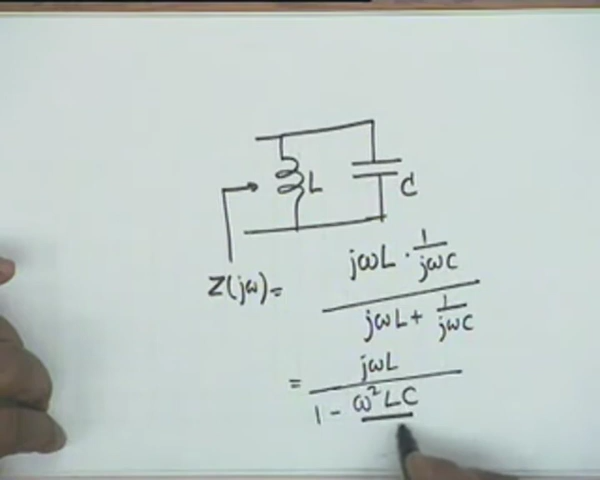 L
C
Z(jω) =
jωL · 1/jωC
jωL + 1/jωC
= jωL
1 - ω²LC